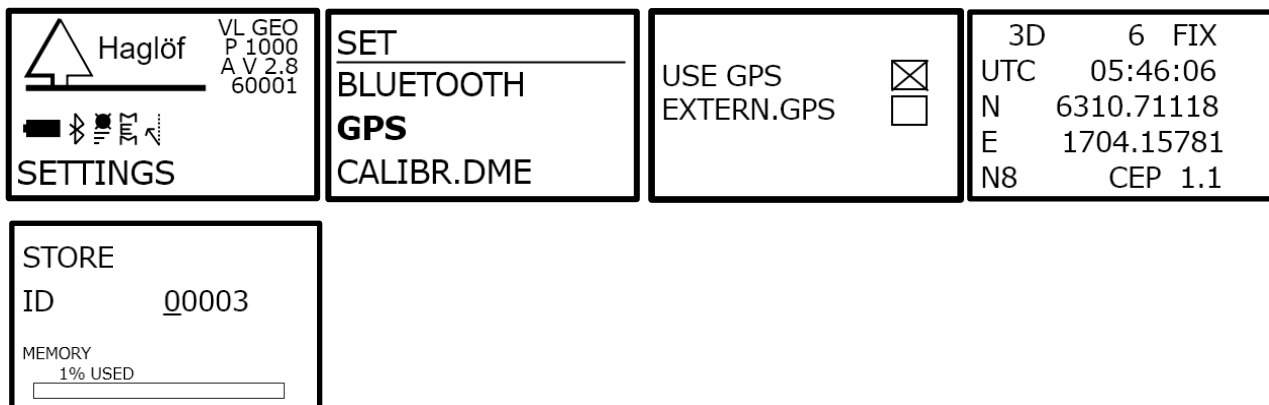 Haglöf
VL GEO
P 1000
A V 2.8
60001
SETTINGS
SET
BLUETOOTH
GPS
CALIBR.DME
USE GPS
EXTERN.GPS
3D 6 FIX
UTC 05:46:06
N 6310.71118
E 1704.15781
N8 CEP 1.1
STORE
ID 00003
MEMORY
1% USED